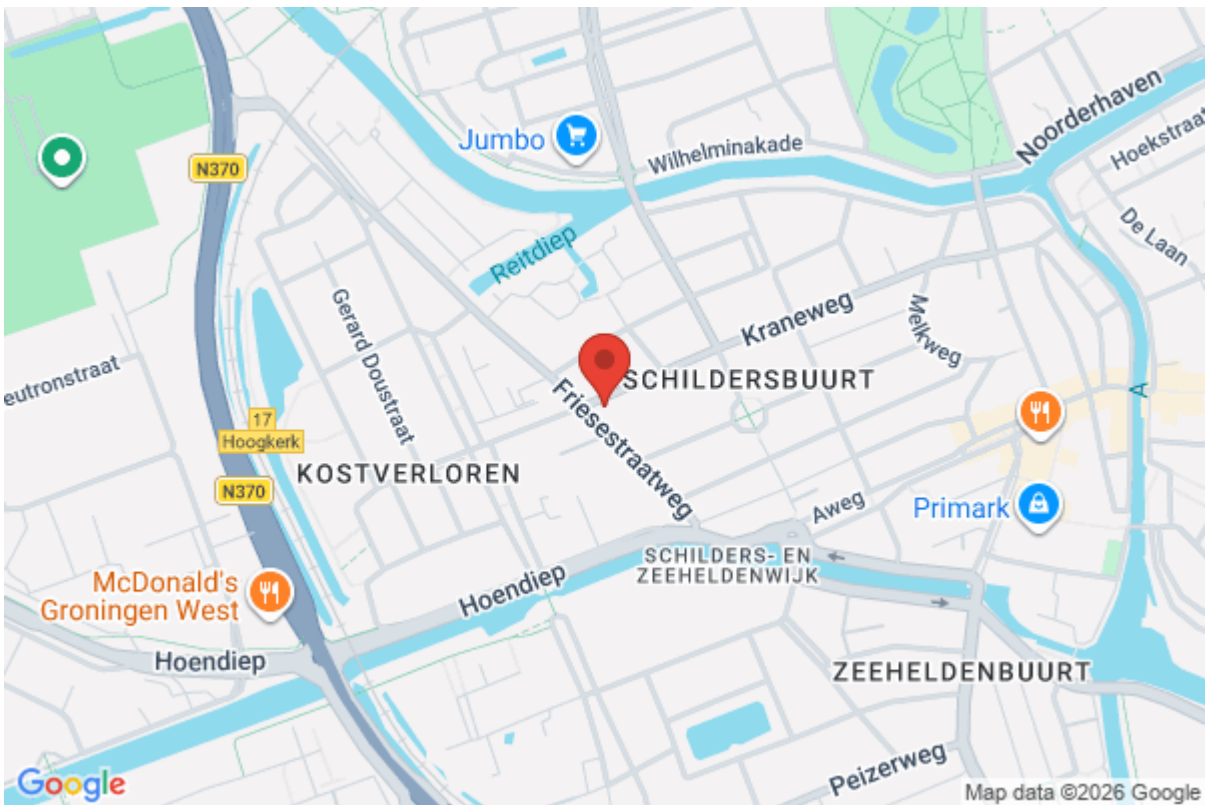 Noorderhaven
Hoekstraat
Jumbo
Wilhelminakade
N370
De Laan
Reitdiep
Gerard Doustraat
Kraneweg
Melkweg
eutronstraat
SCHILDERSBUURT
A
Friesestraatweg
17
Hoogkerk
KOSTVERLOREN
N370
Aweg
Primark
SCHILDERS- EN
ZEEHELDENWIJK
Hoendiep
McDonald's
Groningen West
Hoendiep
ZEEHELDENBUURT
Peizerweg
Google
Map data ©2026 Google